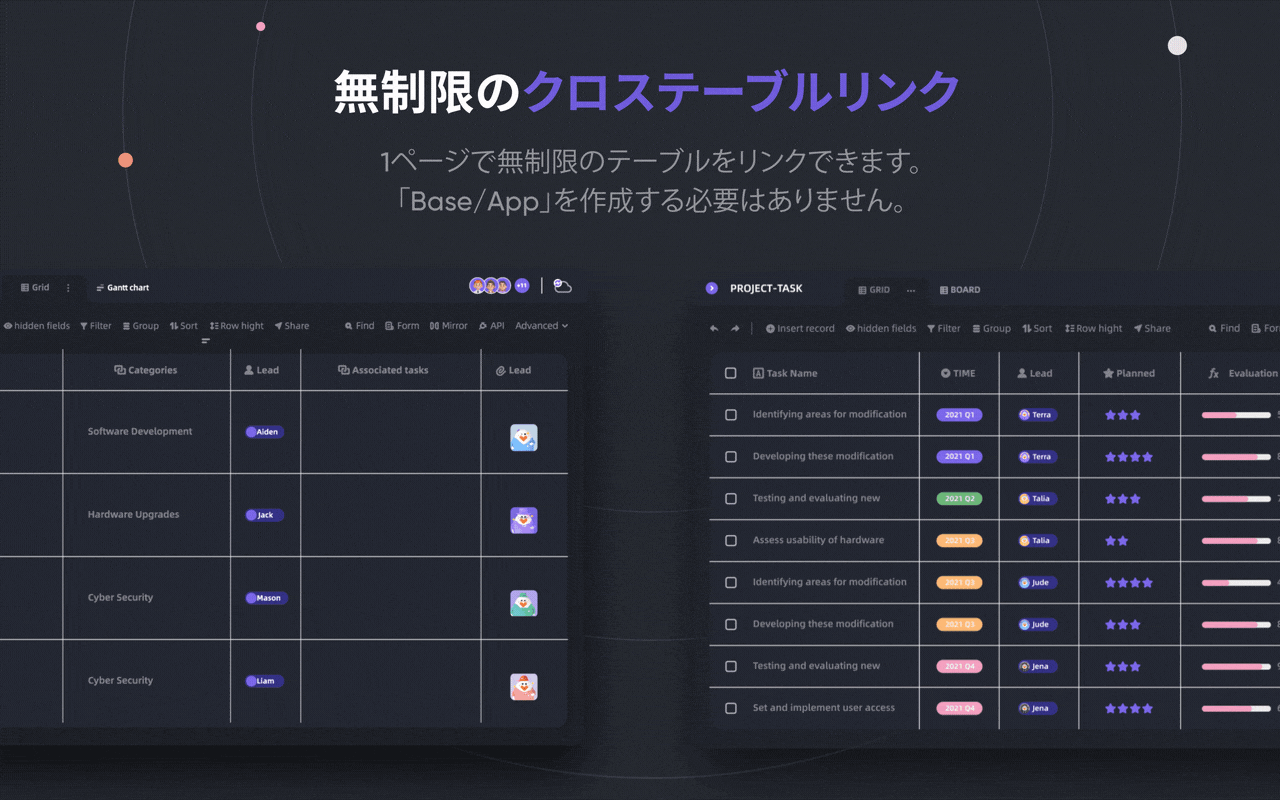 無制限のクロステーブルリンク
1ページで無制限のテーブルをリンクできます。
「Base/App」を作成する必要はありません。
Grid Gantt chart +11
hidden fields Filter Group Sort Row hight Share Find Form Mirror API Advanced
Categories Lead Associated tasks Lead
Software Development Aiden
Hardware Upgrades Jack
Cyber Security Mason
Cyber Security Liam
PROJECT-TASK GRID ... BOARD
Insert record hidden fields Filter Group Sort Row hight Share Find
Task Name TIME Lead Planned Evaluation
Identifying areas for modification 2021 Q1 Terra
Developing these modification 2021 Q1 Terra
Testing and evaluating new 2021 Q2 Talia
Assess usability of hardware 2021 Q3 Talia
Identifying areas for modification 2021 Q3 Jude
Developing these modification 2021 Q3 Jude
Testing and evaluating new 2021 Q4 Jena
Set and implement user access 2021 Q4 Jena